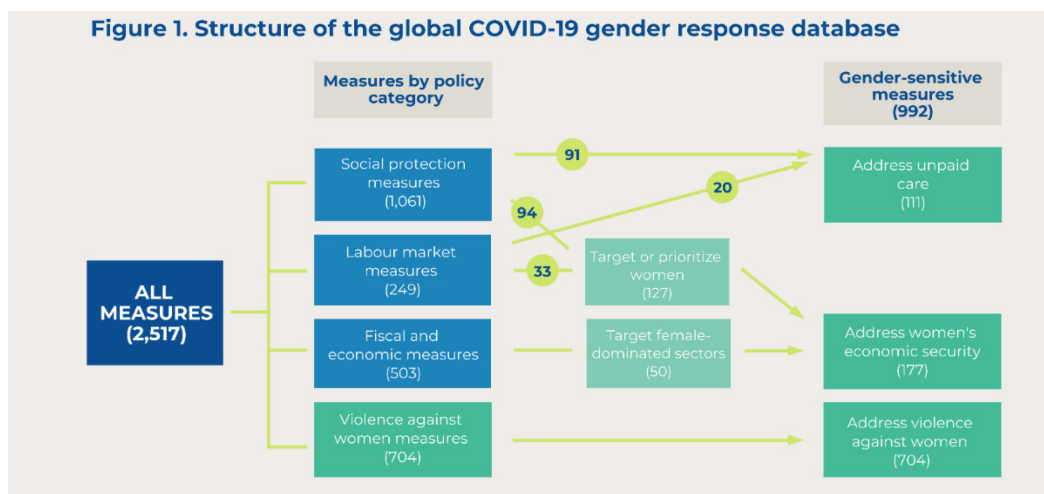 Figure 1. Structure of the global COVID-19 gender response database
Measures by policy
category
Gender-sensitive
measures
(992)
ALL
MEASURES
(2,517)
Social protection
measures
(1,061)
91
94
Address unpaid
care
(111)
20
Labour market
measures
(249)
33
Target or prioritize
women
(127)
Fiscal and
economic measures
(503)
Target female-
dominated sectors
(50)
Address women's
economic security
(177)
Violence against
women measures
(704)
Address violence
against women
(704)